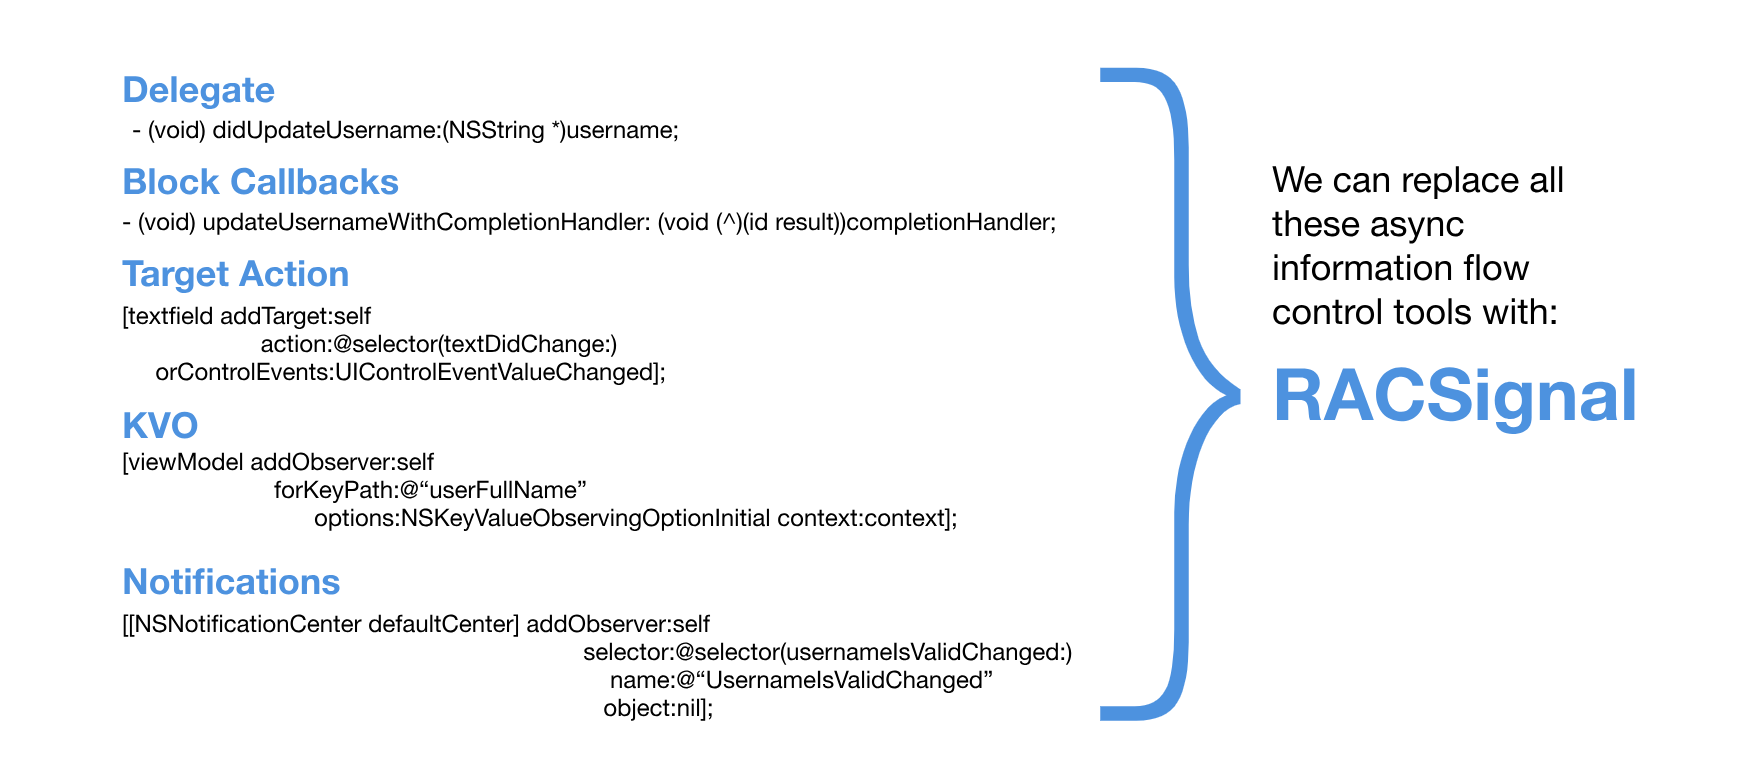 Delegate
- (void) didUpdateUsername:(NSString *)username;
Block Callbacks
- (void) updateUsernameWithCompletionHandler: (void (^)(id result))completionHandler;
Target Action
[textfield addTarget:self
action:@selector(textDidChange:)
orControlEvents:UIControlEventValueChanged];
KVO
[viewModel addObserver:self
forKeyPath:@“userFullName”
options:NSKeyValueObservingOptionInitial context:context];
Notifications
[[NSNotificationCenter defaultCenter] addObserver:self
selector:@selector(usernameIsValidChanged:)
name:@“UsernameIsValidChanged”
object:nil];
We can replace all
these async
information flow
control tools with:
RACSignal